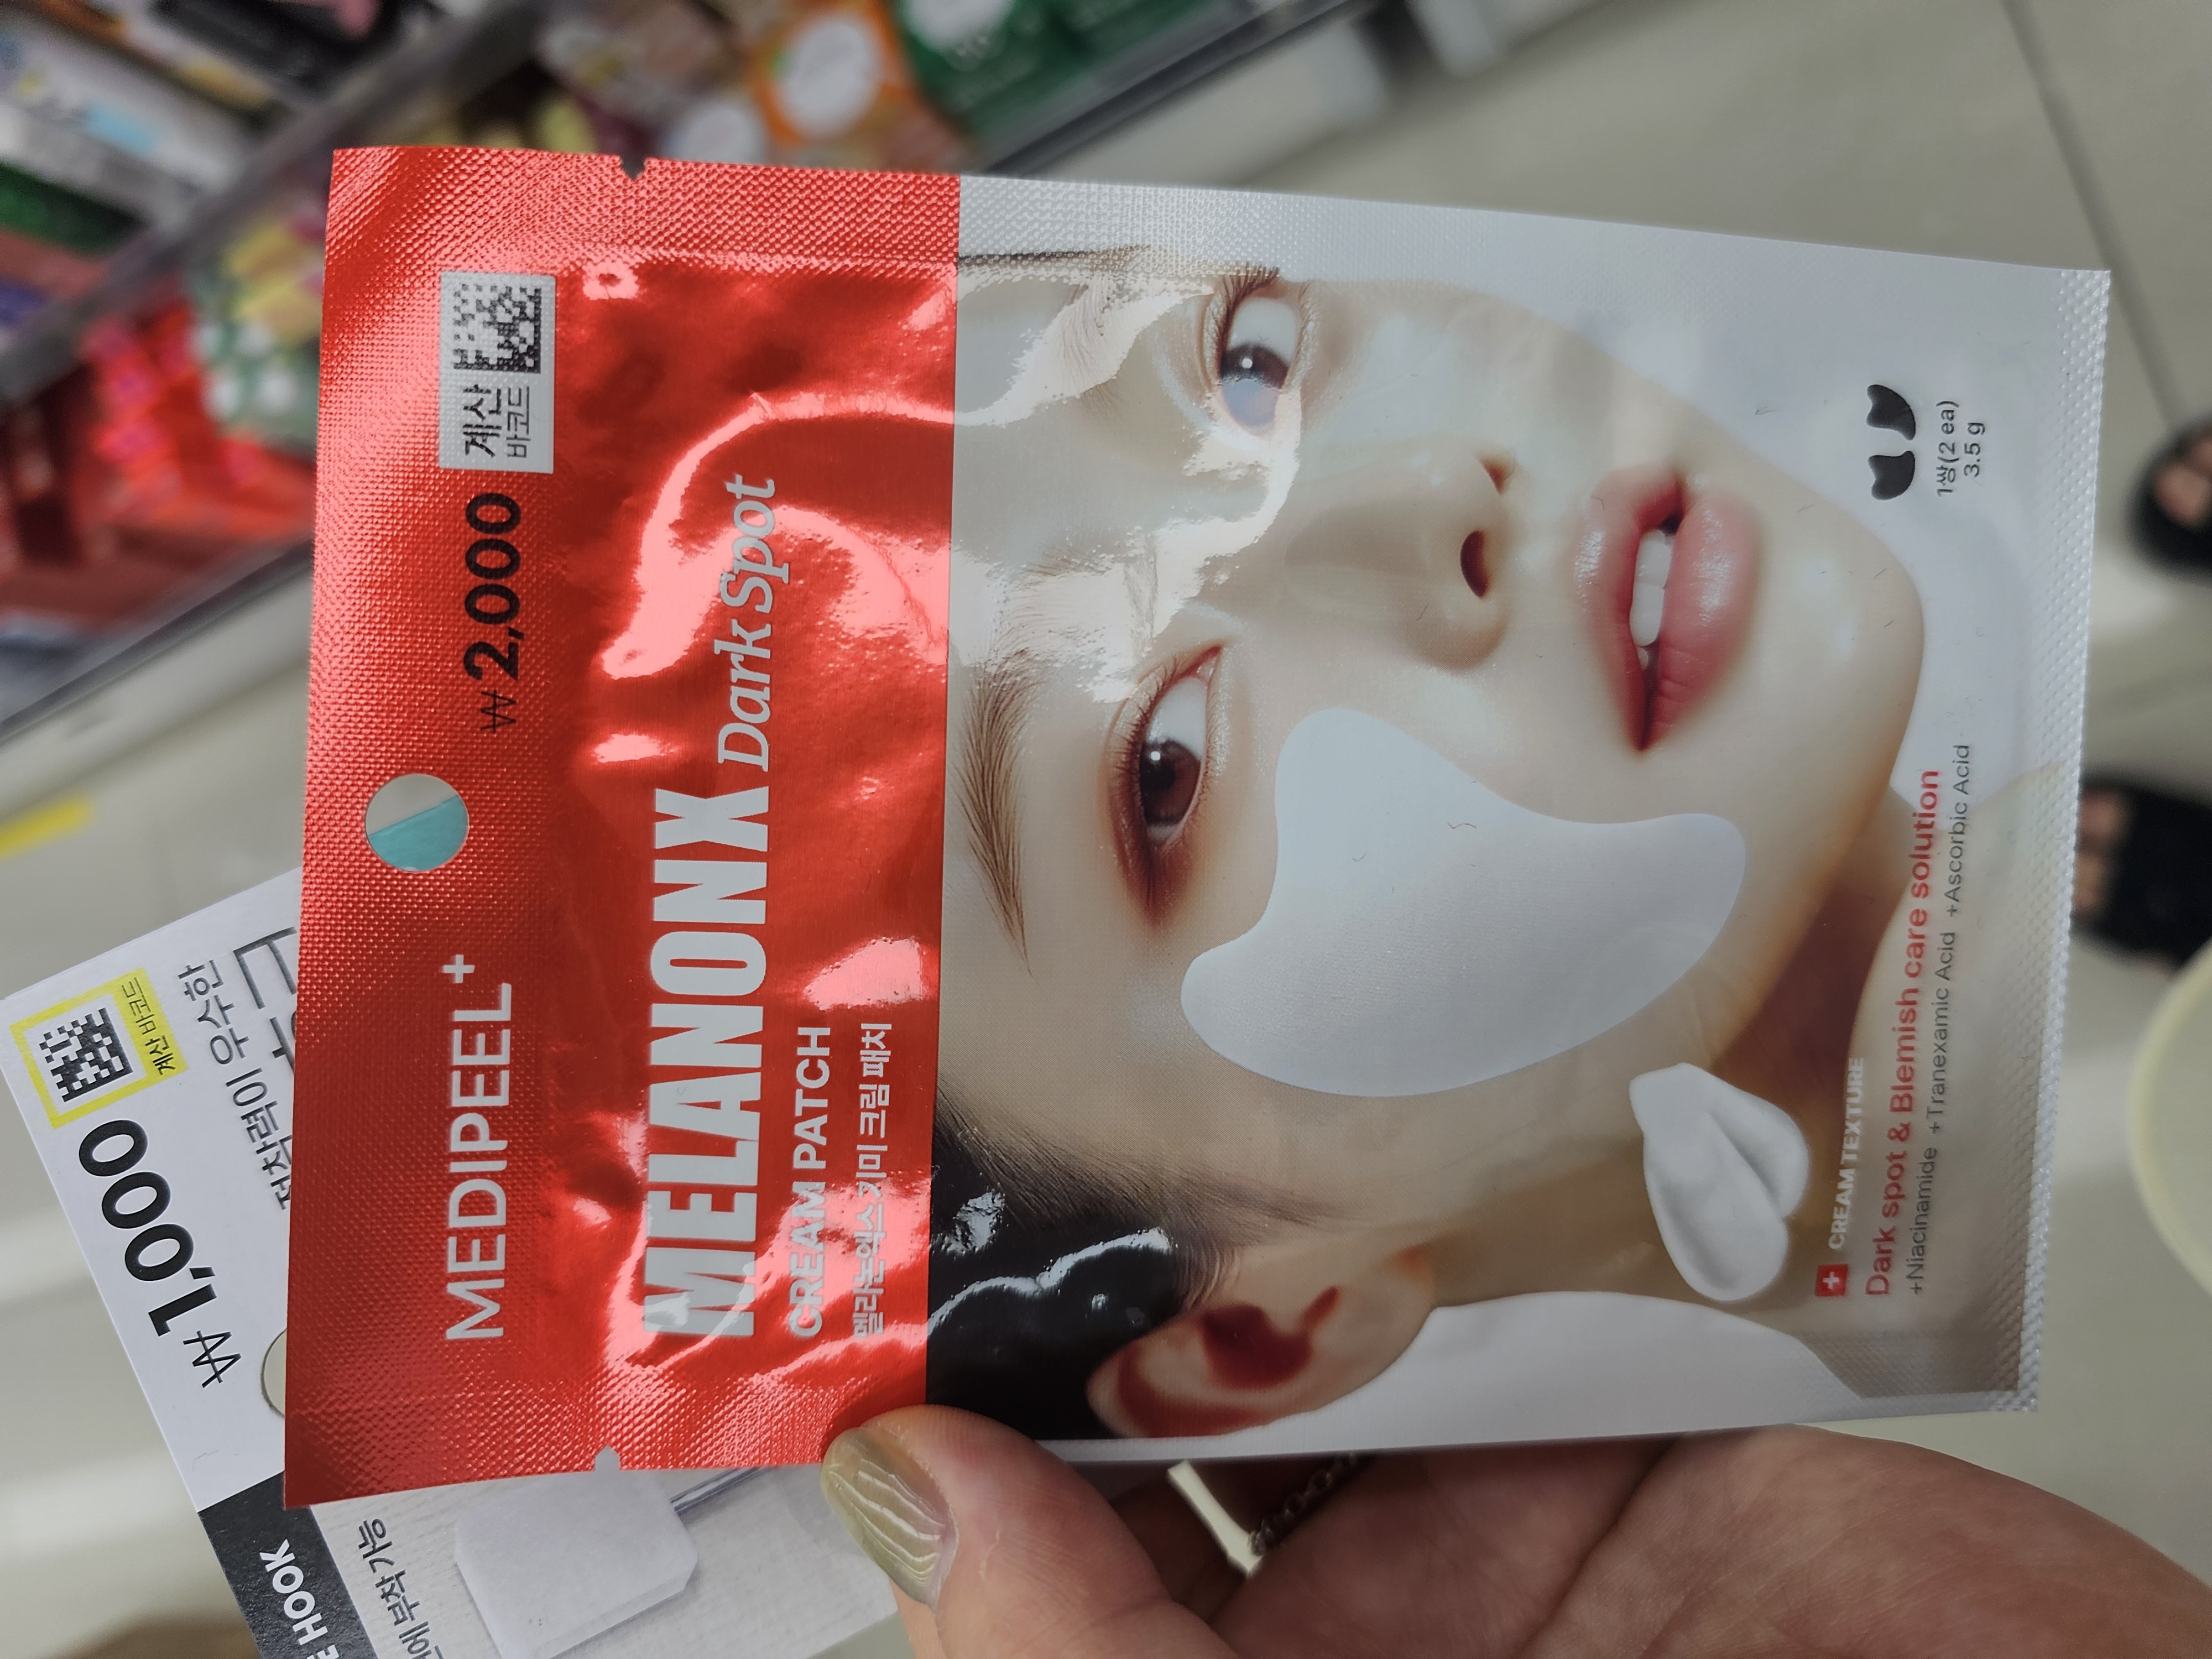 MEDIPEEL+
₩2,000
계산
바코드
MELANONX Dark Spot
CREAM PATCH
멜라논엑스 기미 크림 패치
CREAM TEXTURE
Dark spot & Blemish care solution
+Niacinamide +Tranexamic Acid +Ascorbic Acid
1쌍(2 ea)
3.5 g
₩1,000
계산 바코드
접착력이 우수한
HOOK
부착가능